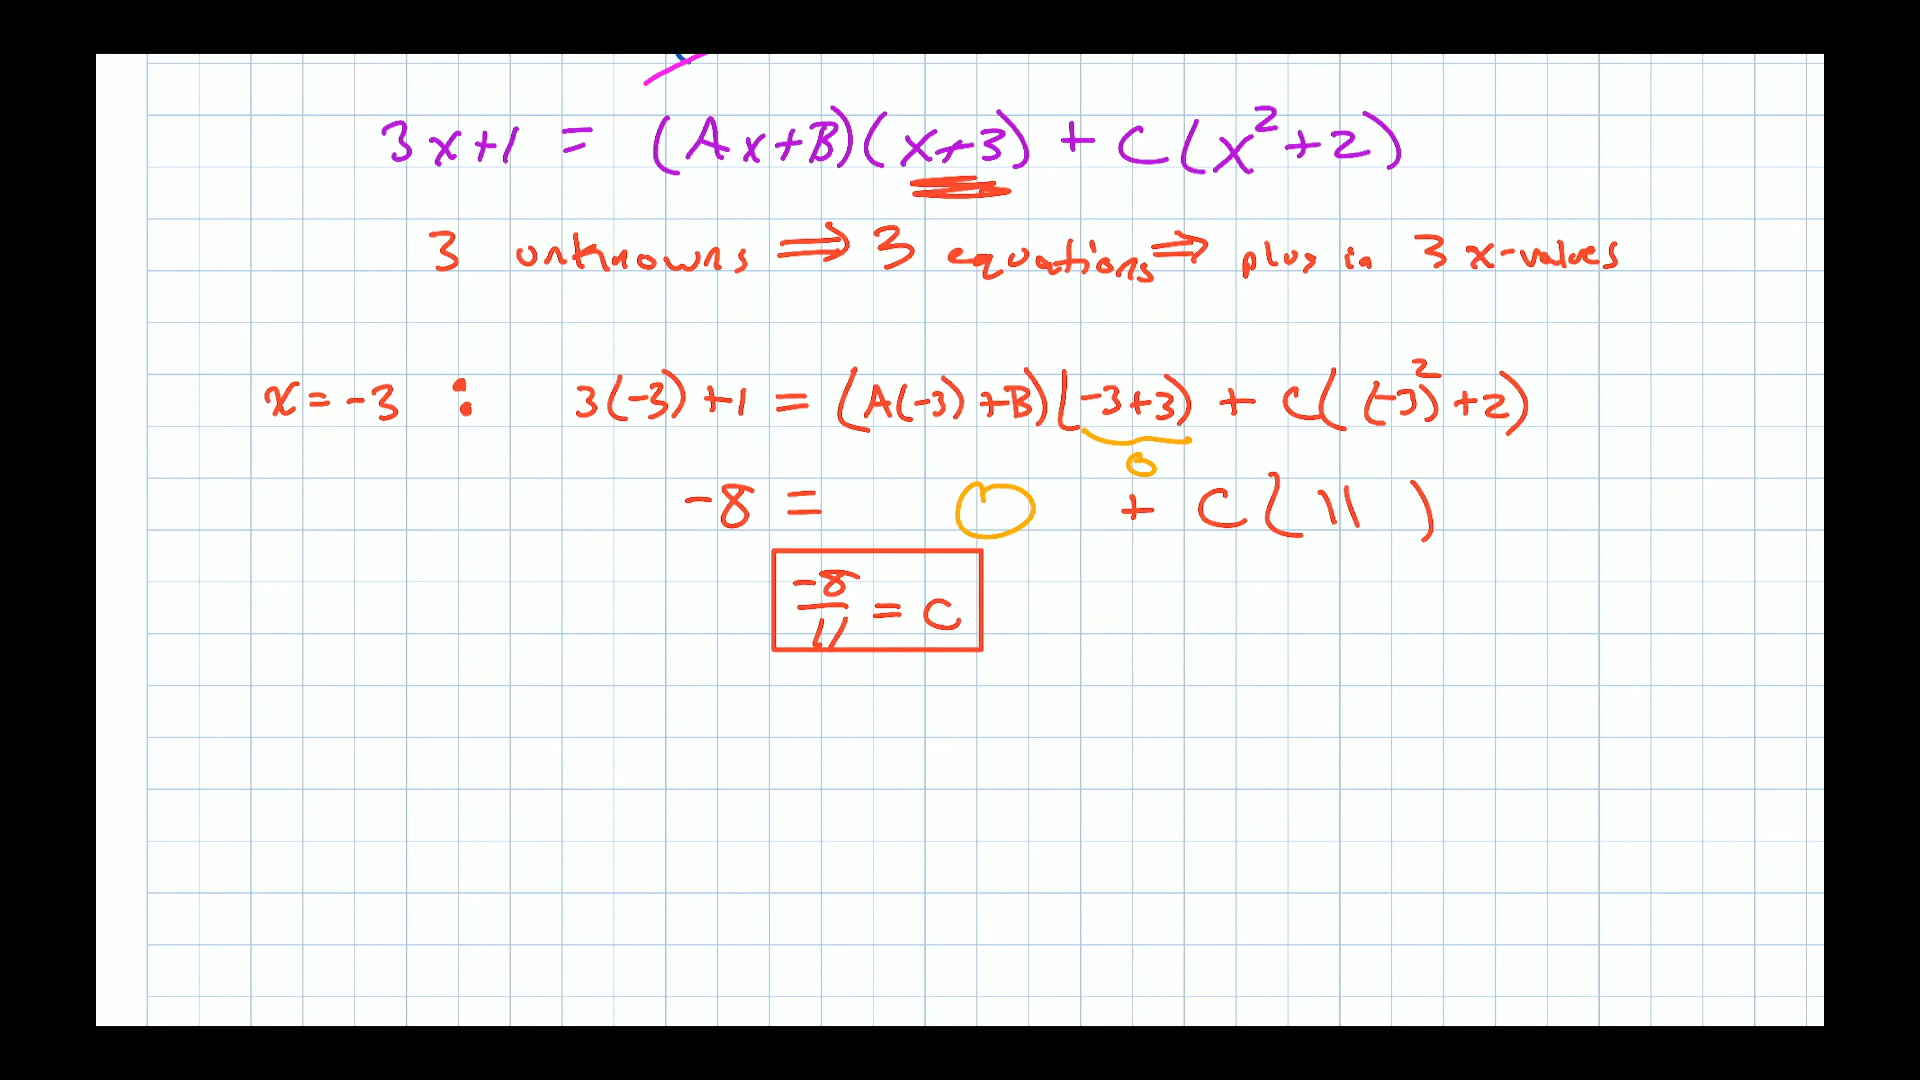 3x+1 = (Ax+B)(x+3) + C(x²+2)
3 unknowns ⟹ 3 equations ⟹ plug in 3 x-values
x = -3 : 3(-3)+1 = (A(-3)+B)(-3+3) + C((-3)²+2)
0
-8 = 0 + C(11)
-8/11 = C